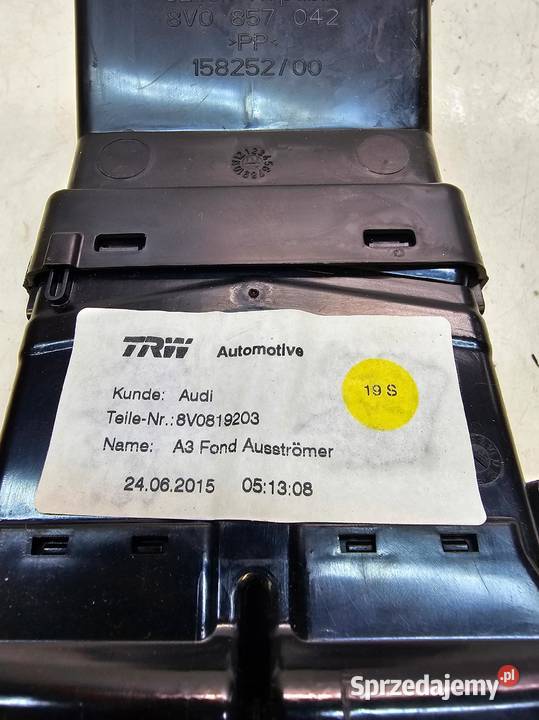 8V0 857 042
>PP<
158252/00
TRW Automotive
19 S
Kunde: Audi
Teile-Nr.:8V0819203
Name: A3 Fond Ausströmer
24.06.2015 05:13:08
Sprzedajemy.pl